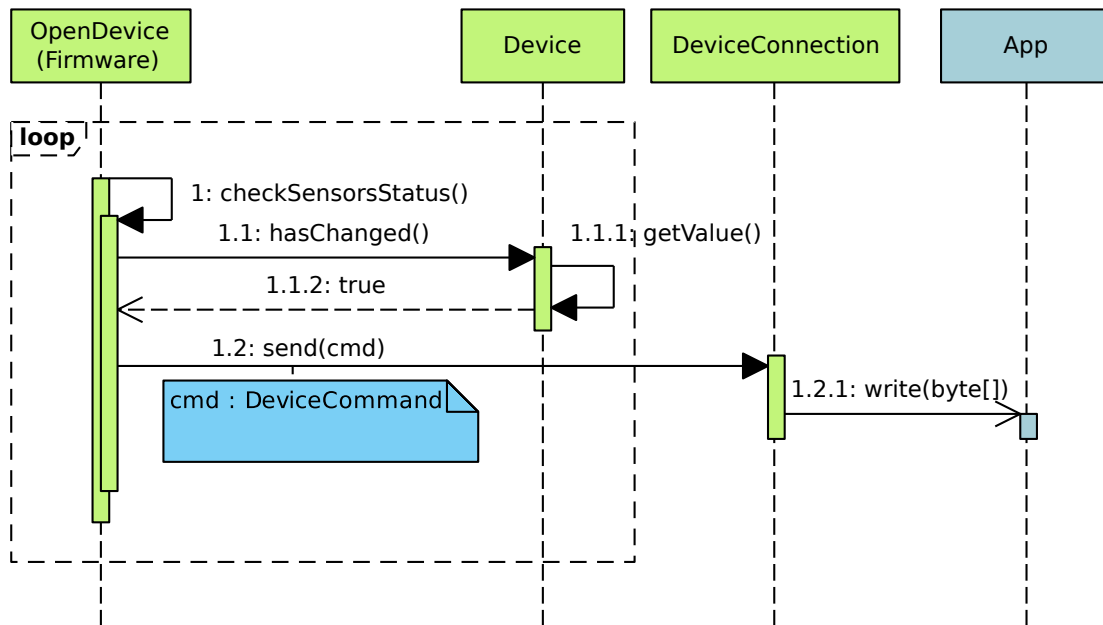 OpenDevice
(Firmware)
Device
DeviceConnection
App
loop
1: checkSensorsStatus()
1.1: hasChanged()
1.1.1: getValue()
1.1.2: true
1.2: send(cmd)
cmd : DeviceCommand
1.2.1: write(byte[])